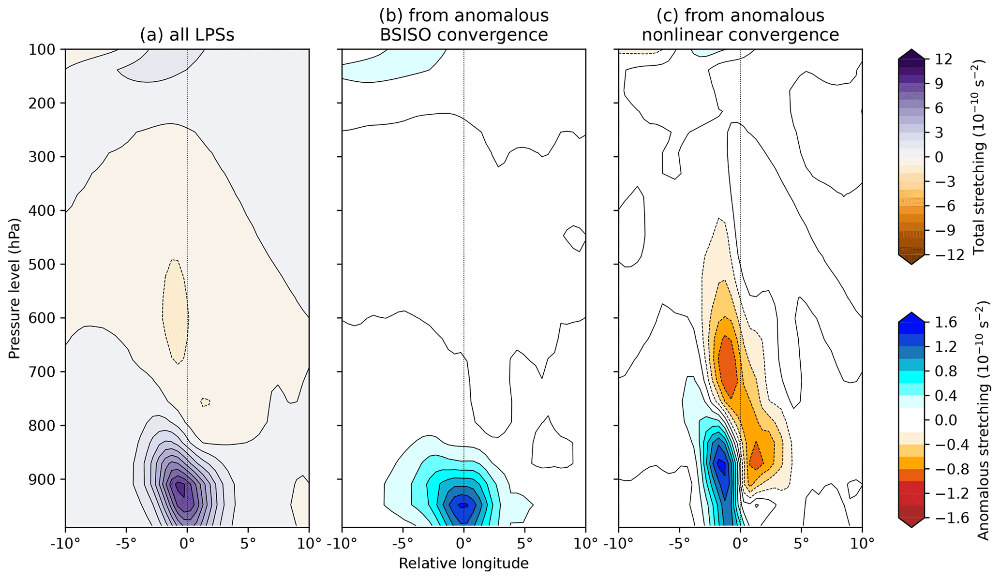 (a) all LPSs
(b) from anomalous
BSISO convergence
(c) from anomalous
nonlinear convergence
100
200
300
400
500
600
700
800
900
Pressure level (hPa)
-10° -5° 0° 5° 10°
-10° -5° 0° 5° 10°
-10° -5° 0° 5° 10°
Relative longitude
12
9
6
3
0
−3
−6
−9
−12
Total stretching (10⁻¹⁰ s⁻²)
1.6
1.2
0.8
0.4
0.0
−0.4
−0.8
−1.2
−1.6
Anomalous stretching (10⁻¹⁰ s⁻²)